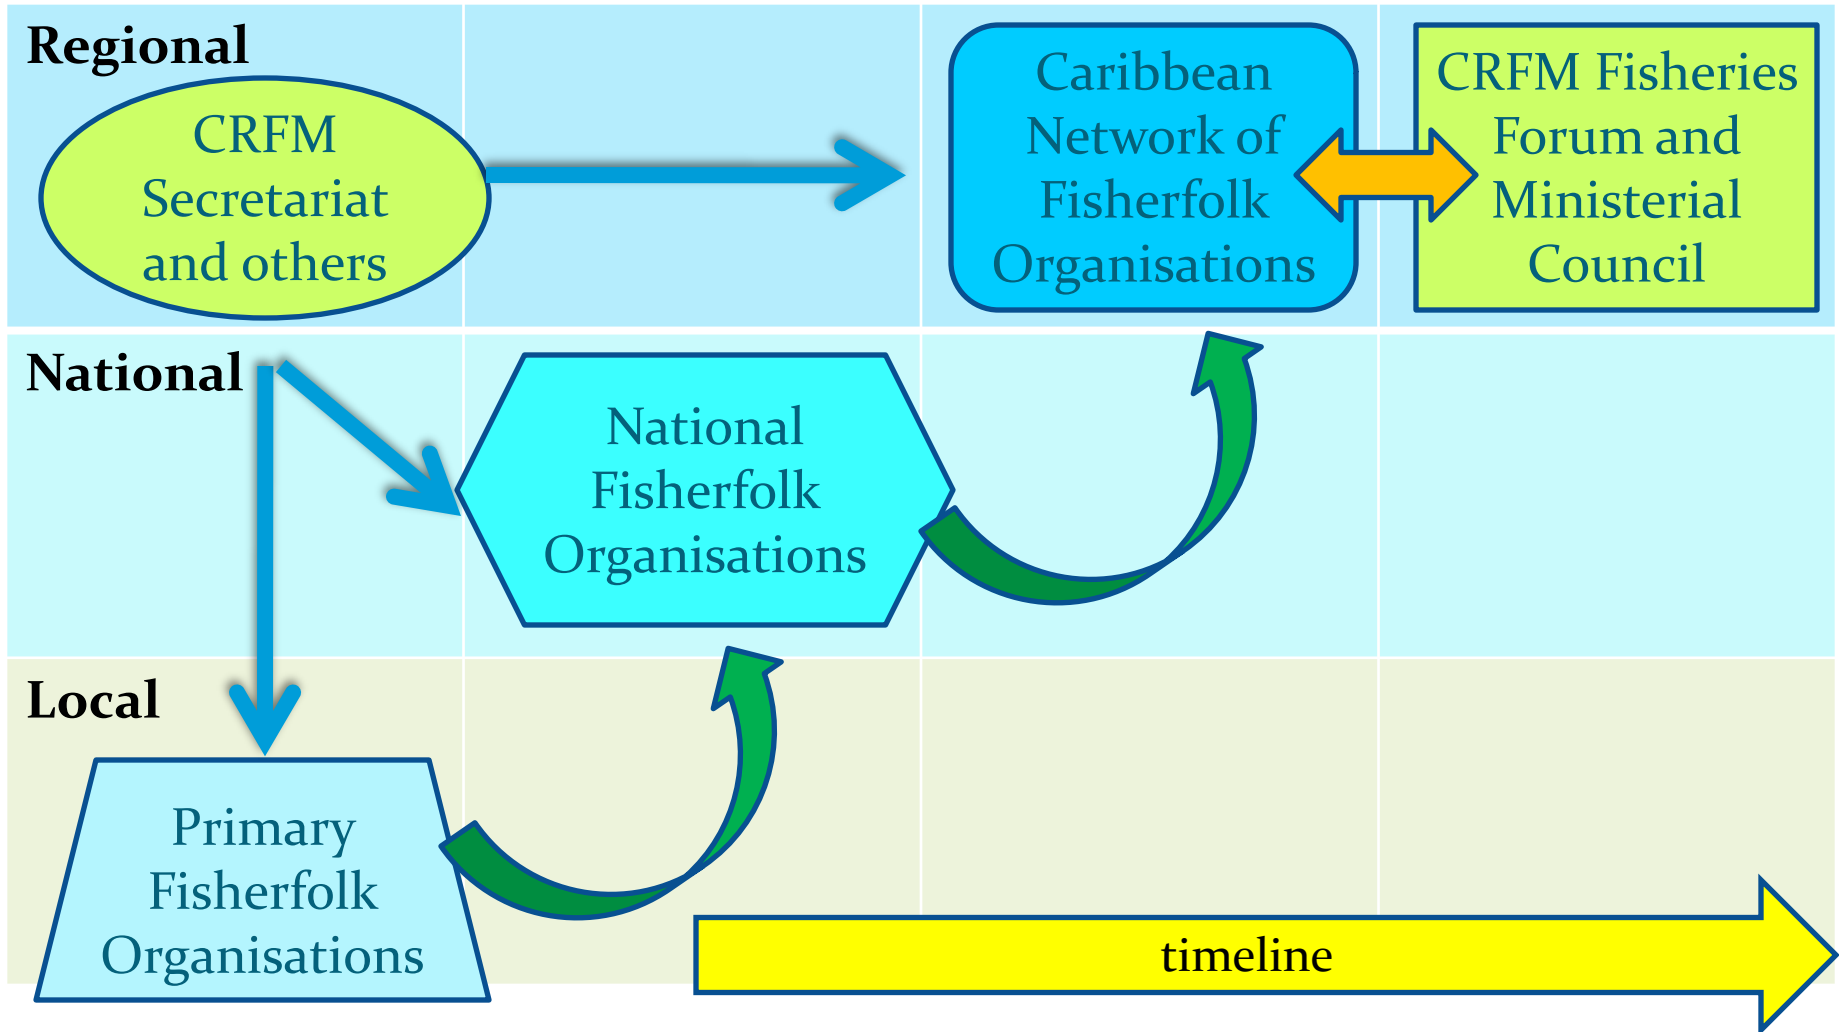 Regional
CRFM
Secretariat
and others
Caribbean
Network of
Fisherfolk
Organisations
CRFM Fisheries
Forum and
Ministerial
Council
National
National
Fisherfolk
Organisations
Local
Primary
Fisherfolk
Organisations
timeline